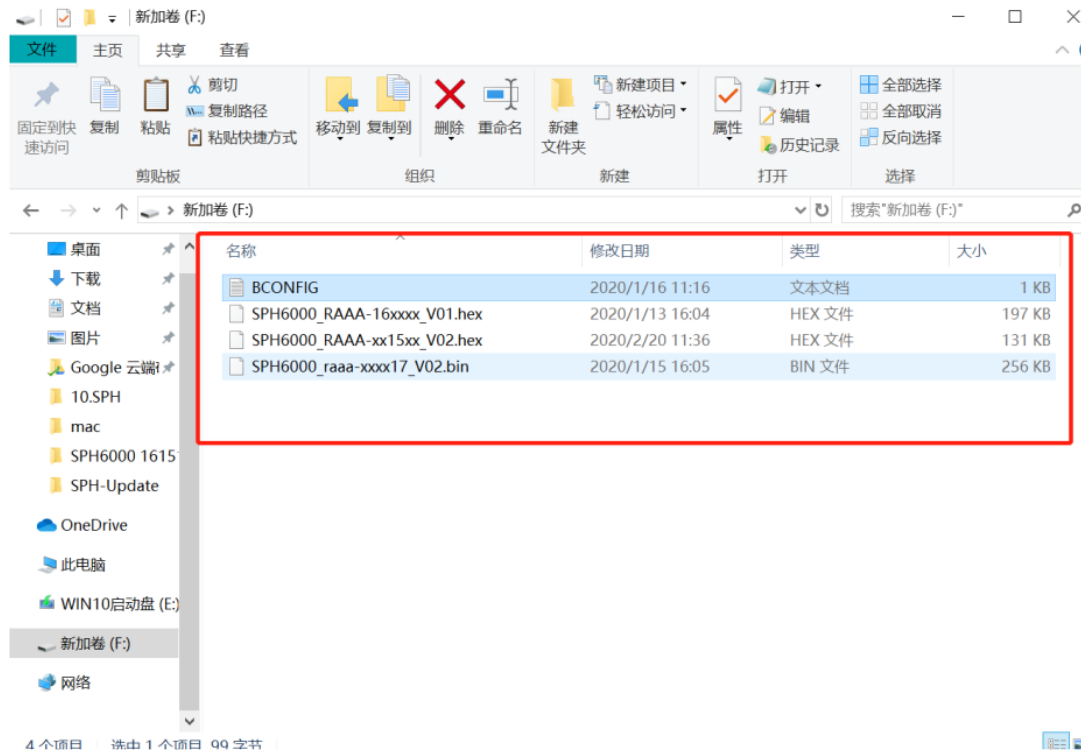 新加卷 (F:)
文件 主页 共享 查看
固定到快速访问 复制 粘贴 剪切 复制路径 粘贴快捷方式
移动到 复制到 删除 重命名
新建文件夹 新建项目 轻松访问
属性 打开 编辑 历史记录
全部选择 全部取消 反向选择
剪贴板 组织 新建 打开 选择
新加卷 (F:) 搜索"新加卷 (F:)"
名称 修改日期 类型 大小
BCONFIG 2020/1/16 11:16 文本文档 1 KB
SPH6000_RAAA-16xxxx_V01.hex 2020/1/13 16:04 HEX 文件 197 KB
SPH6000_RAAA-xx15xx_V02.hex 2020/2/20 11:36 HEX 文件 131 KB
SPH6000_raaa-xxxx17_V02.bin 2020/1/15 16:05 BIN 文件 256 KB
桌面
下载
文档
图片
Google 云端
10.SPH
mac
SPH6000 1615
SPH-Update
OneDrive
此电脑
WIN10启动盘 (E:)
新加卷 (F:)
网络
4 个项目 选中 1 个项目 99 字节